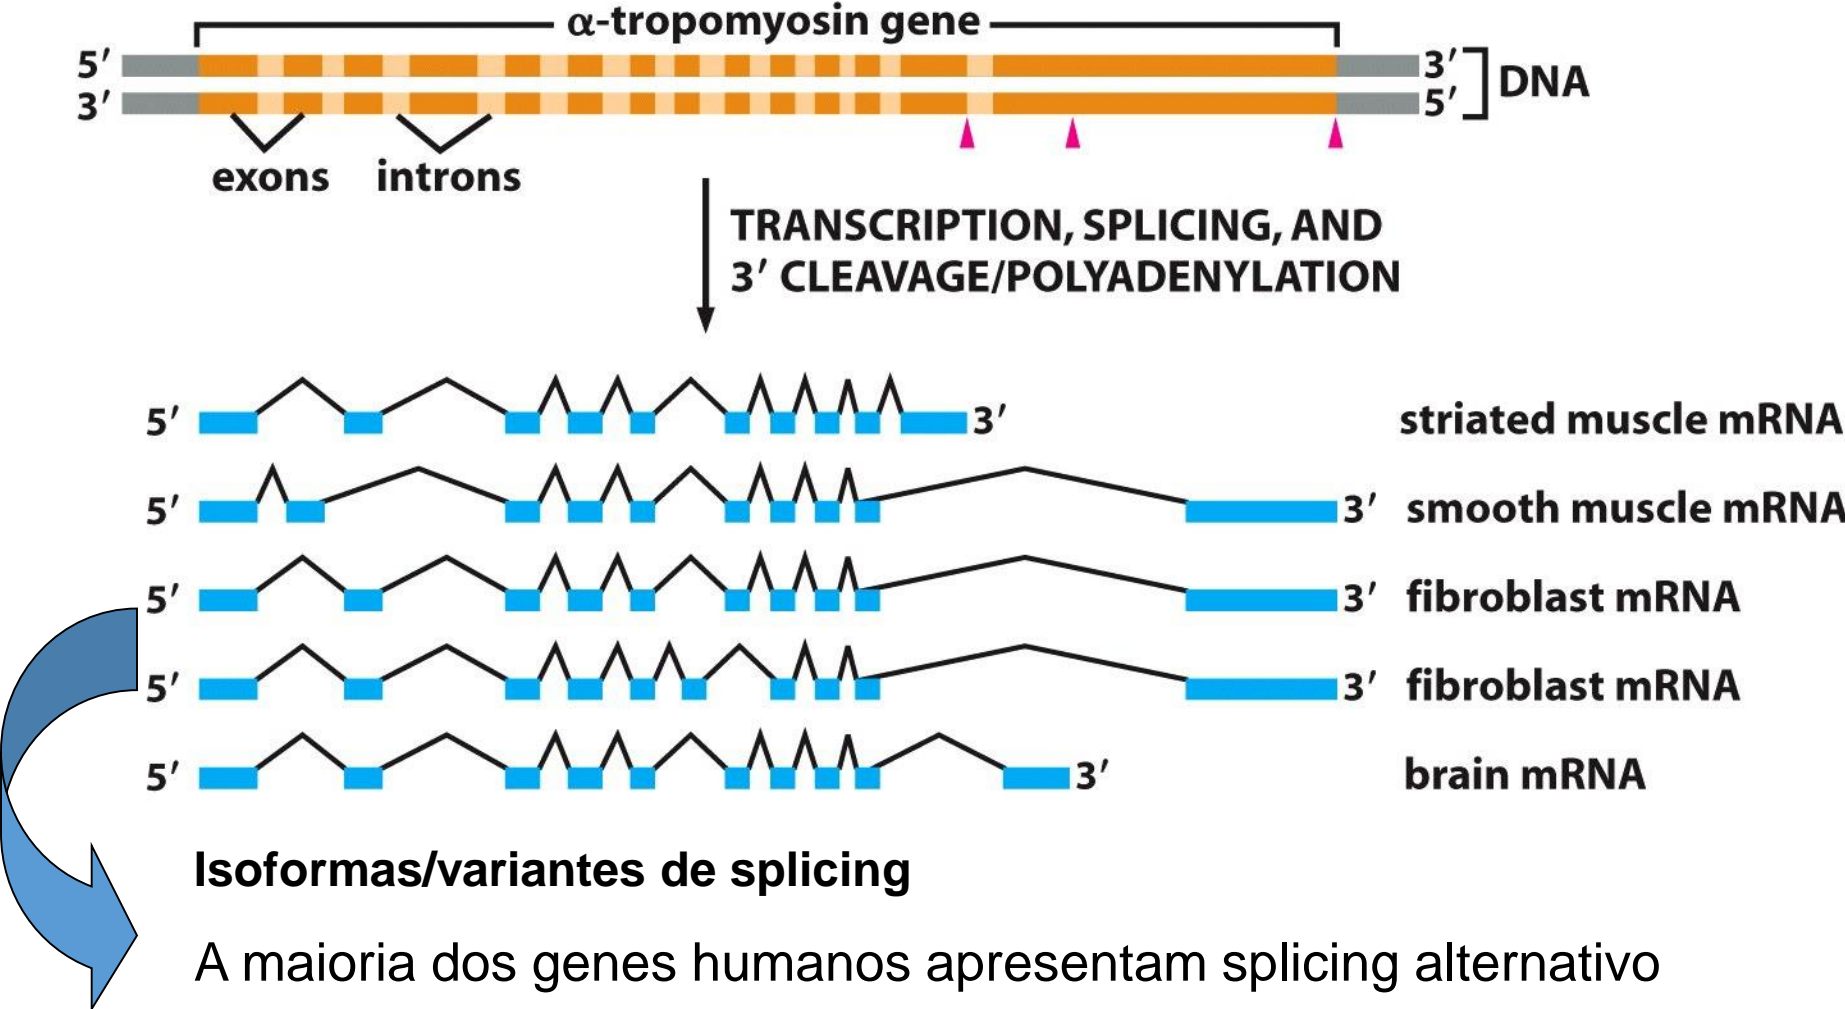 α-tropomyosin gene
5′ 3′
3′ 5′
DNA
exons introns
TRANSCRIPTION, SPLICING, AND
3′ CLEAVAGE/POLYADENYLATION
5′ 3′ striated muscle mRNA
5′ 3′ smooth muscle mRNA
5′ 3′ fibroblast mRNA
5′ 3′ fibroblast mRNA
5′ 3′ brain mRNA
Isoformas/variantes de splicing
A maioria dos genes humanos apresentam splicing alternativo